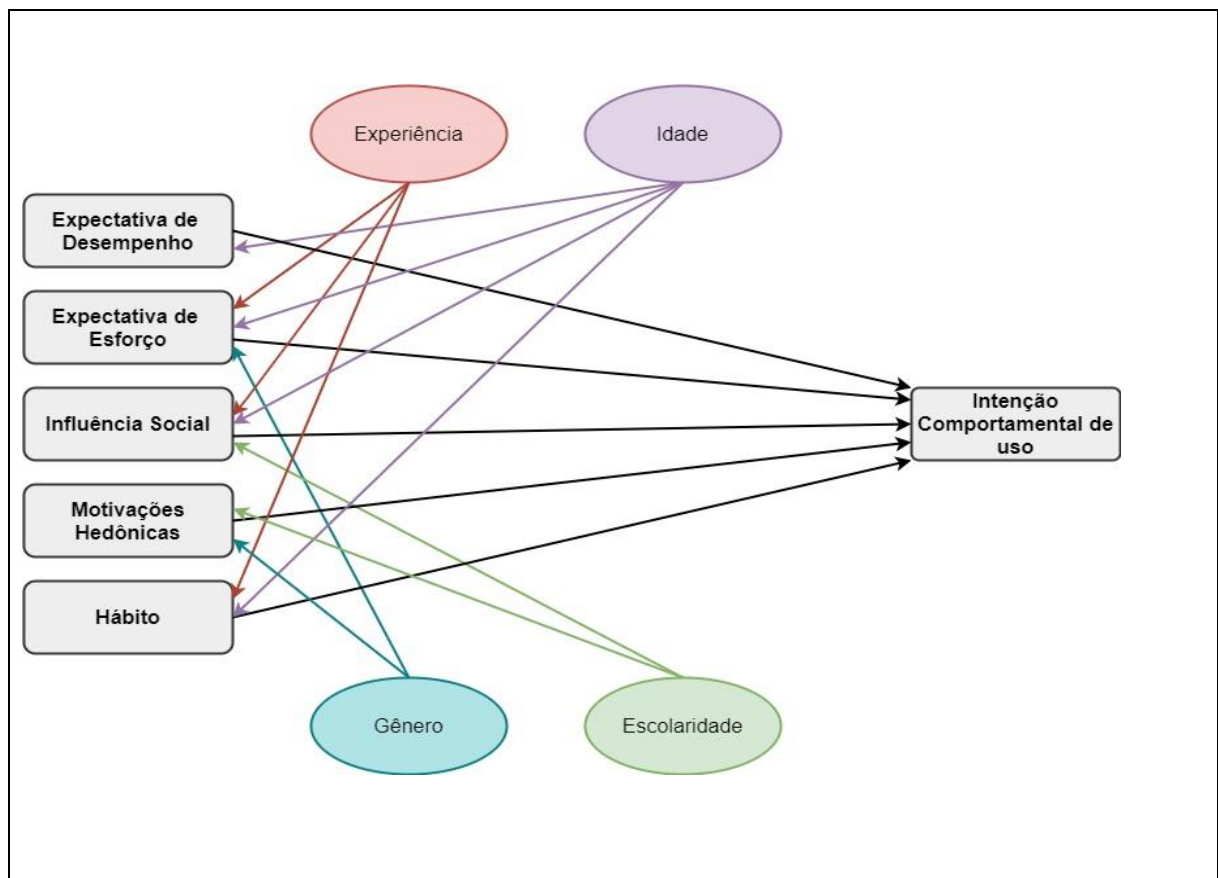 Experiência
Idade
Expectativa de
Desempenho
Expectativa de
Esforço
Influência Social
Motivações
Hedônicas
Hábito
Intenção
Comportamental de
uso
Gênero
Escolaridade